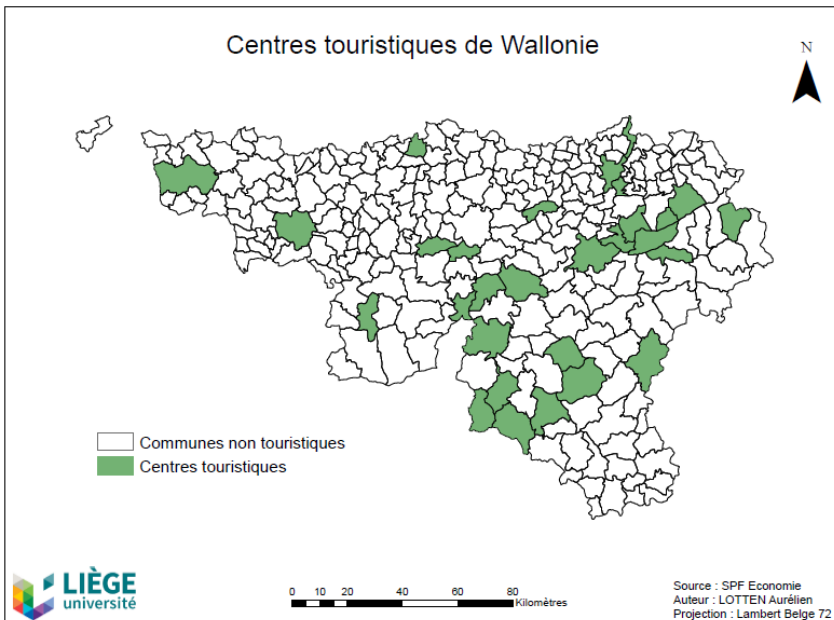 Centres touristiques de Wallonie
N
Communes non touristiques
Centres touristiques
LIÈGE
université
0 10 20 40 60 80
Kilomètres
Source : SPF Economie
Auteur : LOTTEN Aurélien
Projection : Lambert Belge 72